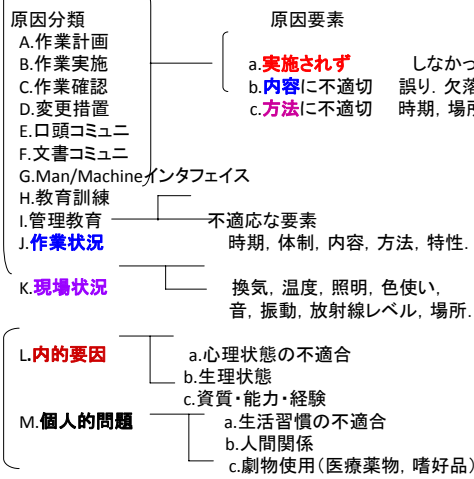 原因分類 原因要素
A.作業計画
B.作業実施 a.実施されず しなかっ
C.作業確認 b.内容に不適切 誤り. 欠落
D.変更措置 c.方法に不適切 時期, 場所
E.口頭コミュニ
F.文書コミュニ
G.Man/Machineインタフェイス
H.教育訓練
I.管理教育 不適応な要素
J.作業状況 時期, 体制, 内容, 方法, 特性.
K.現場状況 換気, 温度, 照明, 色使い,
音, 振動, 放射線レベル, 場所.
L.内的要因 a.心理状態の不適合
b.生理状態
c.資質・能力・経験
M.個人的問題 a.生活習慣の不適合
b.人間関係
c.劇物使用(医療薬物, 嗜好品)